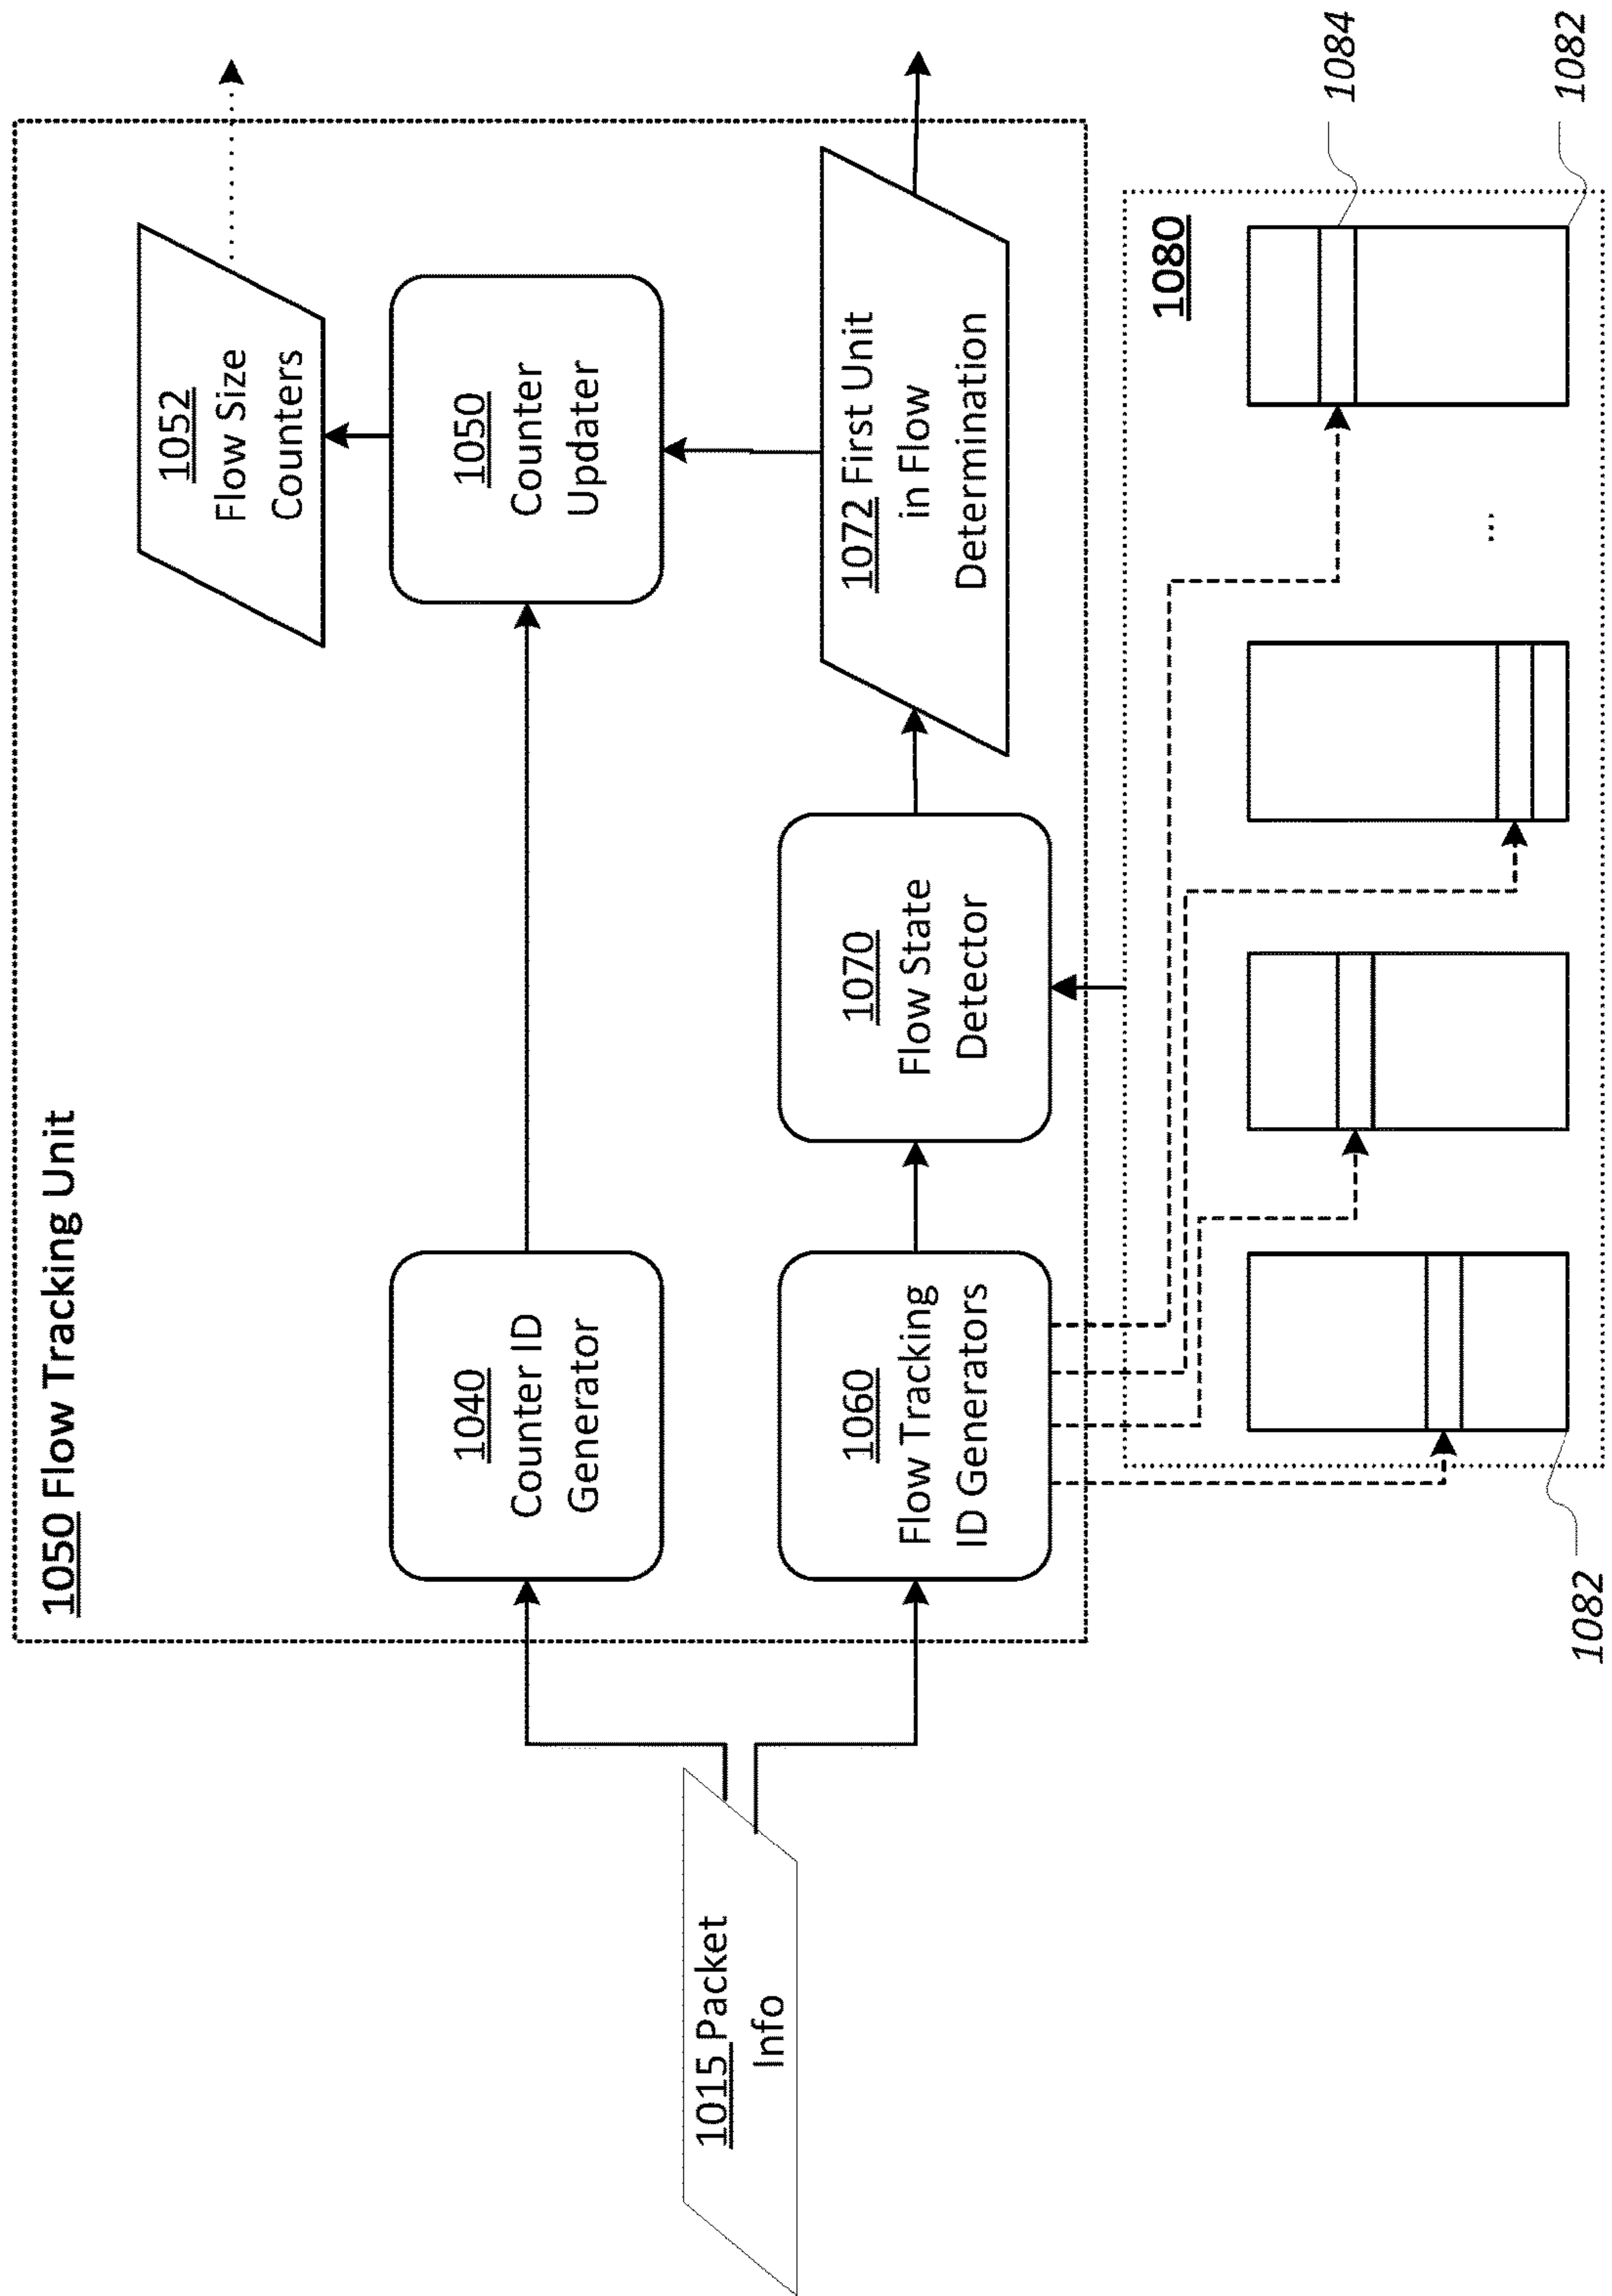 1050 Flow Tracking Unit
1052
Flow Size
Counters
1040
Counter ID
Generator
1050
Counter
Updater
1015 Packet
Info
1060
Flow Tracking
ID Generators
1070
Flow State
Detector
1072 First Unit
in Flow
Determination
1080
1084
...
1082
1082